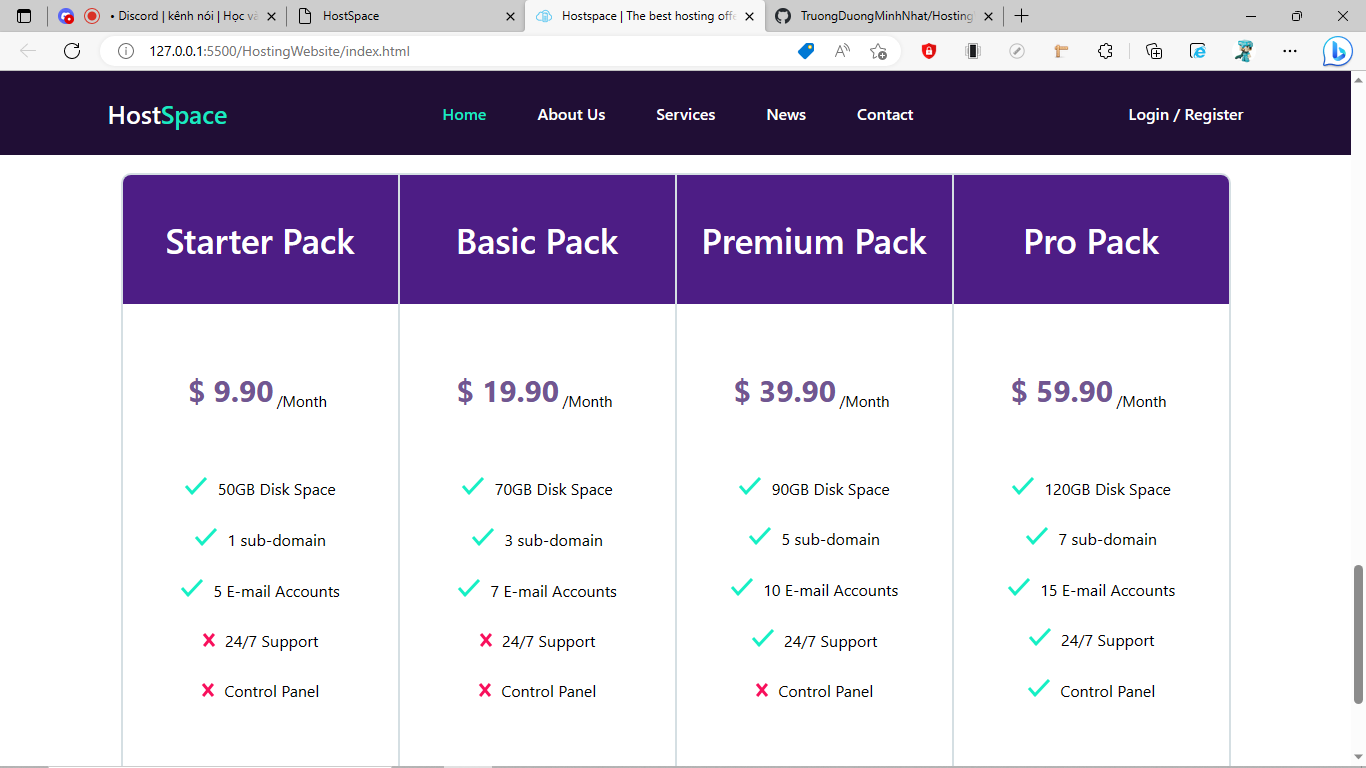 • Discord | kênh nói | Học và
HostSpace
Hostspace | The best hosting offe
TruongDuongMinhNhat/Hosting
127.0.0.1:5500/HostingWebsite/index.html
HostSpace
Home
About Us
Services
News
Contact
Login / Register
Starter Pack
Basic Pack
Premium Pack
Pro Pack
$ 9.90 /Month
$ 19.90 /Month
$ 39.90 /Month
$ 59.90 /Month
50GB Disk Space
70GB Disk Space
90GB Disk Space
120GB Disk Space
1 sub-domain
3 sub-domain
5 sub-domain
7 sub-domain
5 E-mail Accounts
7 E-mail Accounts
10 E-mail Accounts
15 E-mail Accounts
24/7 Support
24/7 Support
24/7 Support
24/7 Support
Control Panel
Control Panel
Control Panel
Control Panel